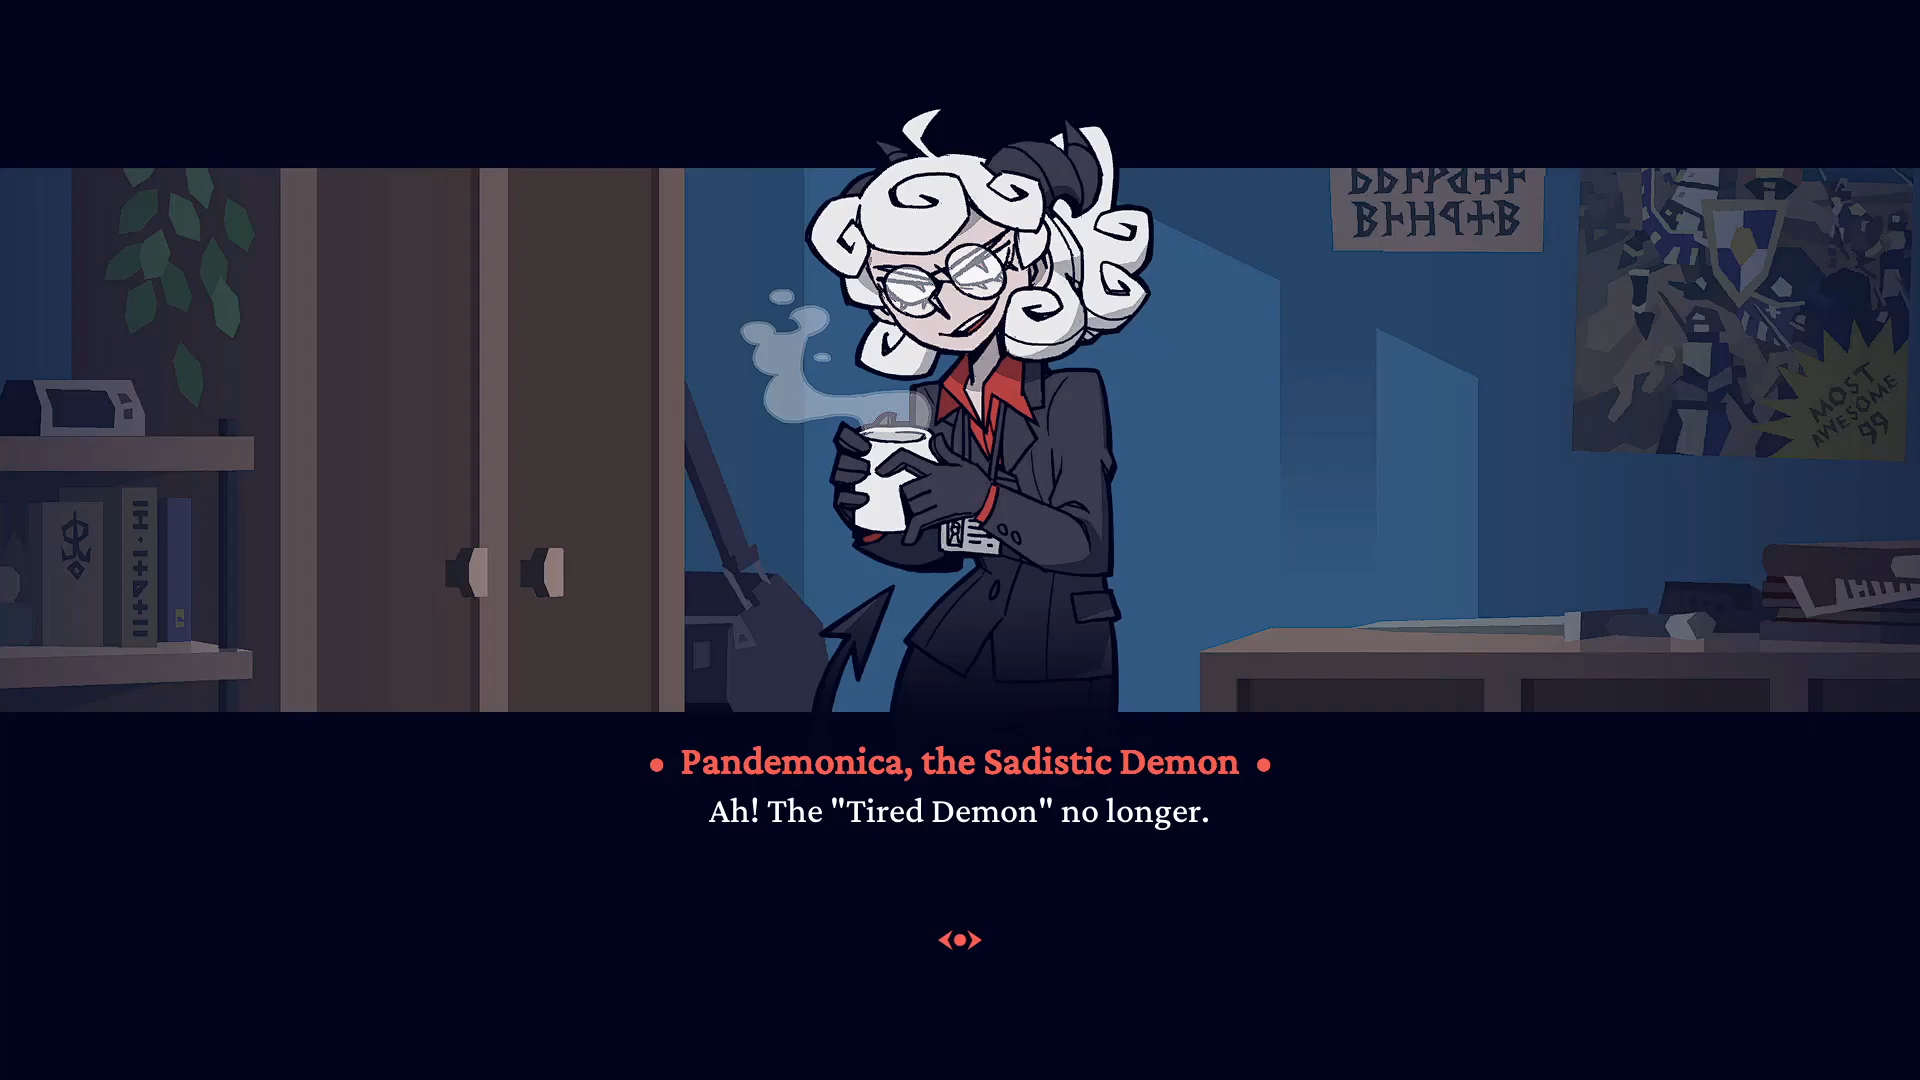 MOST
AWESOME
99
• Pandemonica, the Sadistic Demon •
Ah! The "Tired Demon" no longer.